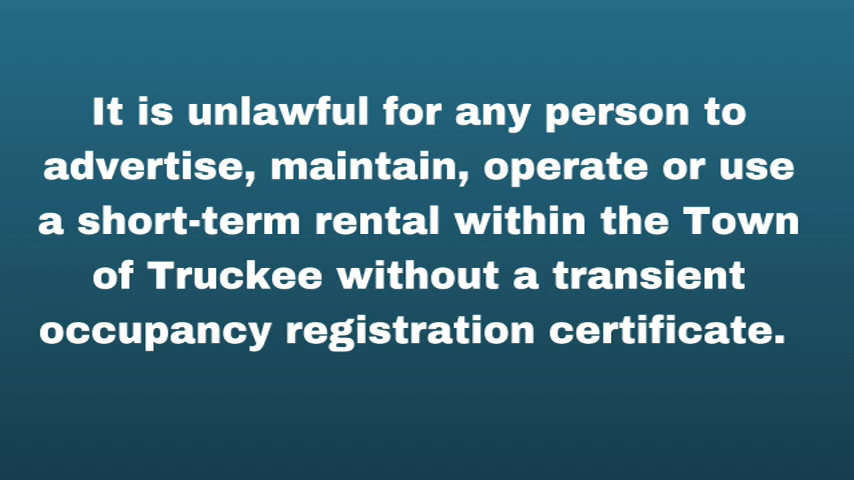 It is unlawful for any person to
advertise, maintain, operate or use
a short-term rental within the Town
of Truckee without a transient
occupancy registration certificate.